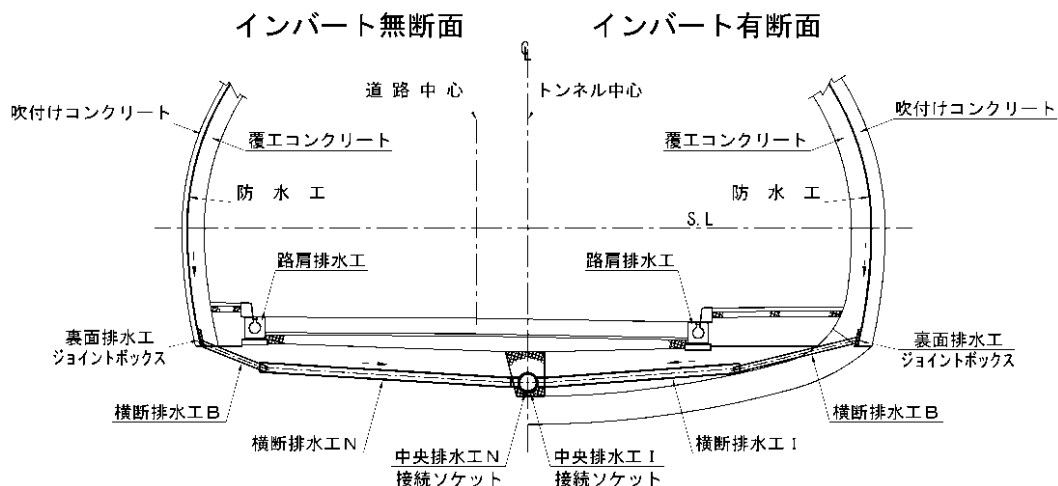 インバート無断面
インバート有断面
℄
道路中心
トンネル中心
吹付けコンクリート
吹付けコンクリート
覆工コンクリート
覆工コンクリート
防水工
防水工
S.L
路肩排水工
路肩排水工
裏面排水工
ジョイントボックス
裏面排水工
ジョイントボックス
横断排水工B
横断排水工N
中央排水工N
接続ソケット
中央排水工I
接続ソケット
横断排水工I
横断排水工B